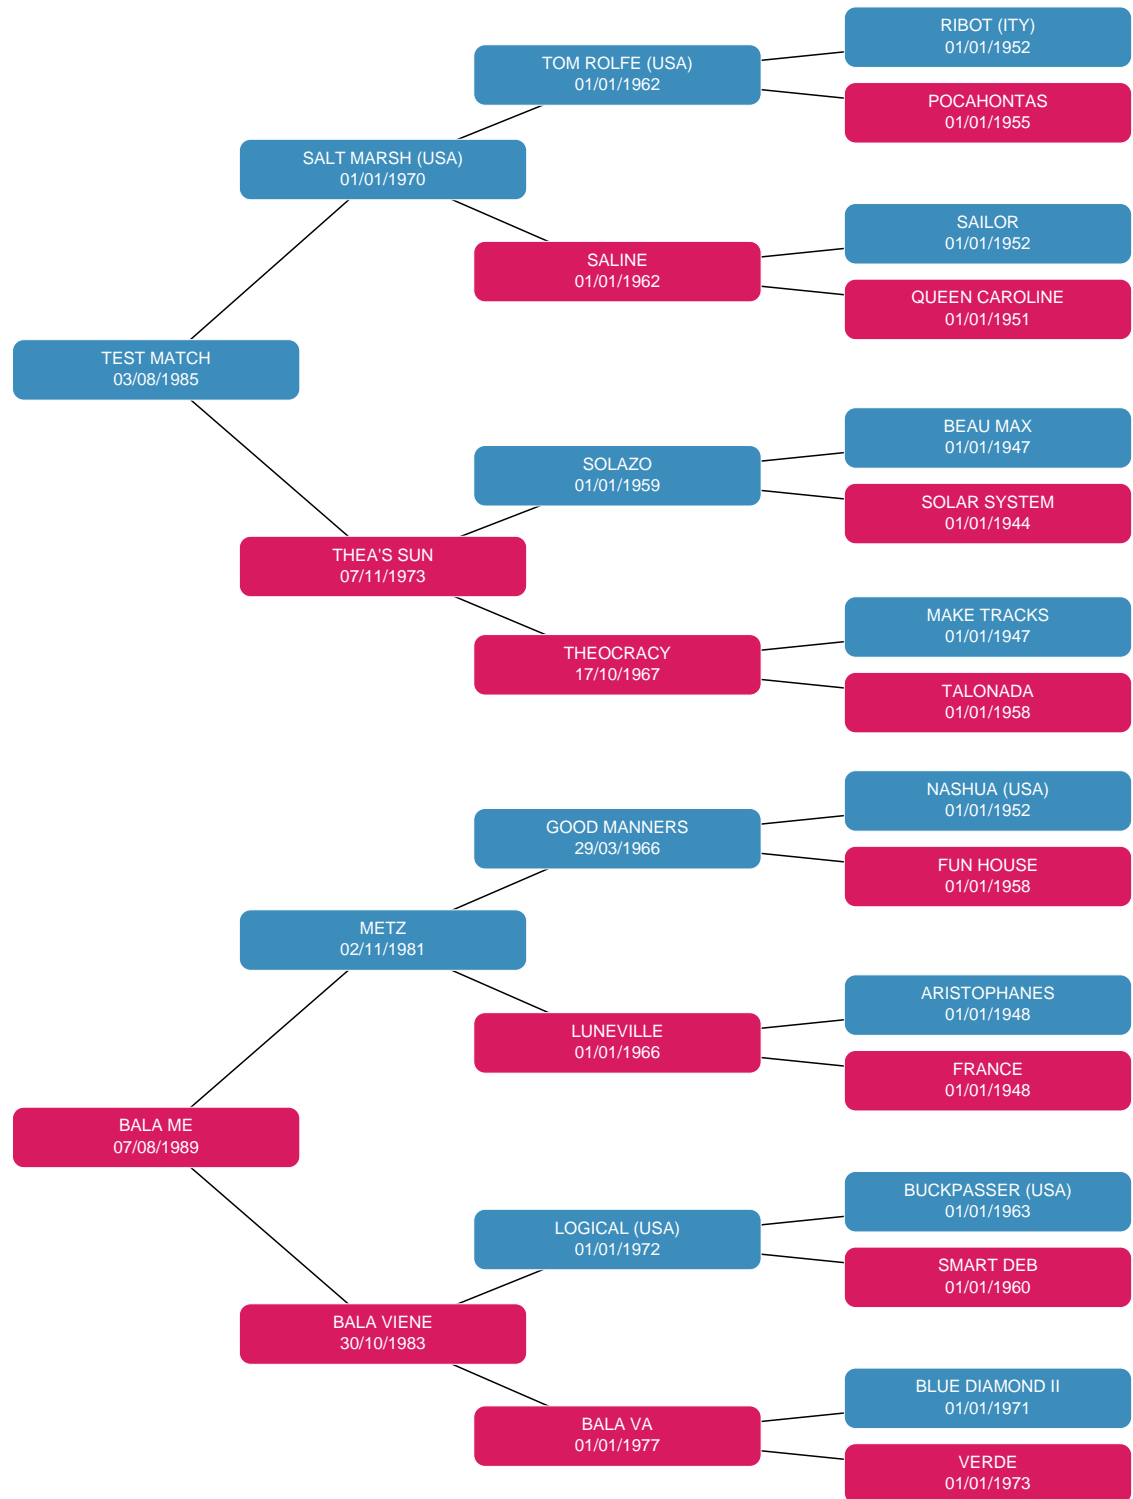 RIBOT (ITY)
01/01/1952
TOM ROLFE (USA)
01/01/1962
POCAHONTAS
01/01/1955
SALT MARSH (USA)
01/01/1970
SAILOR
01/01/1952
SALINE
01/01/1962
QUEEN CAROLINE
01/01/1951
TEST MATCH
03/08/1985
BEAU MAX
01/01/1947
SOLAZO
01/01/1959
SOLAR SYSTEM
01/01/1944
THEA'S SUN
07/11/1973
MAKE TRACKS
01/01/1947
THEOCRACY
17/10/1967
TALONADA
01/01/1958
NASHUA (USA)
01/01/1952
GOOD MANNERS
29/03/1966
FUN HOUSE
01/01/1958
METZ
02/11/1981
ARISTOPHANES
01/01/1948
LUNEVILLE
01/01/1966
FRANCE
01/01/1948
BALA ME
07/08/1989
BUCKPASSER (USA)
01/01/1963
LOGICAL (USA)
01/01/1972
SMART DEB
01/01/1960
BALA VIENE
30/10/1983
BLUE DIAMOND II
01/01/1971
BALA VA
01/01/1977
VERDE
01/01/1973